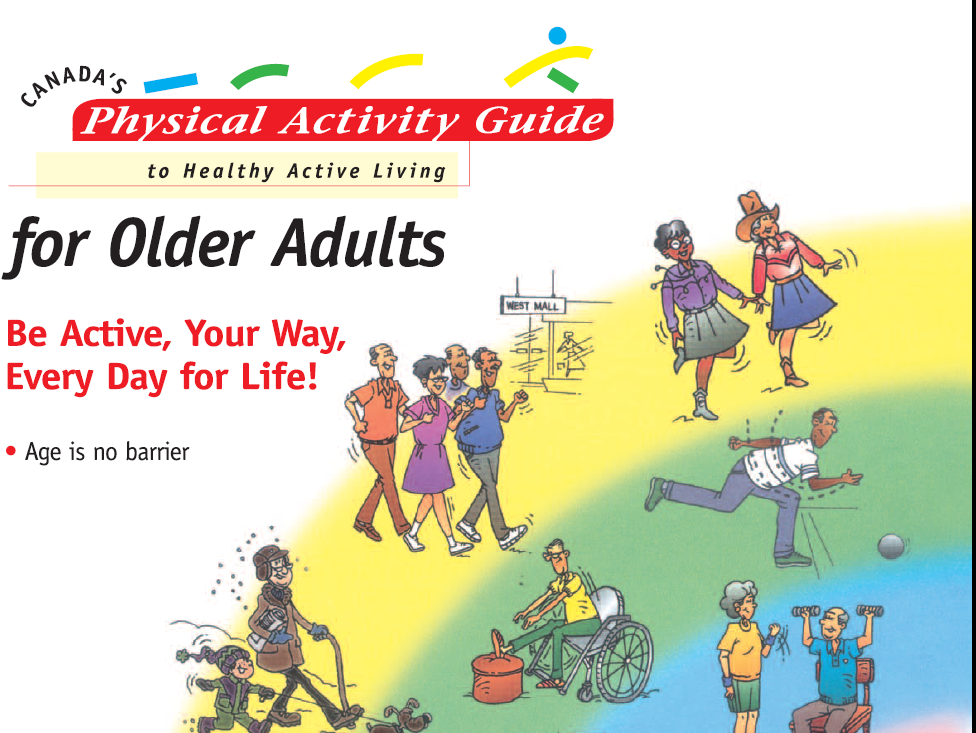 CANADA'S
Physical Activity Guide
to Healthy Active Living
for Older Adults
Be Active, Your Way,
Every Day for Life!
WEST MALL
• Age is no barrier